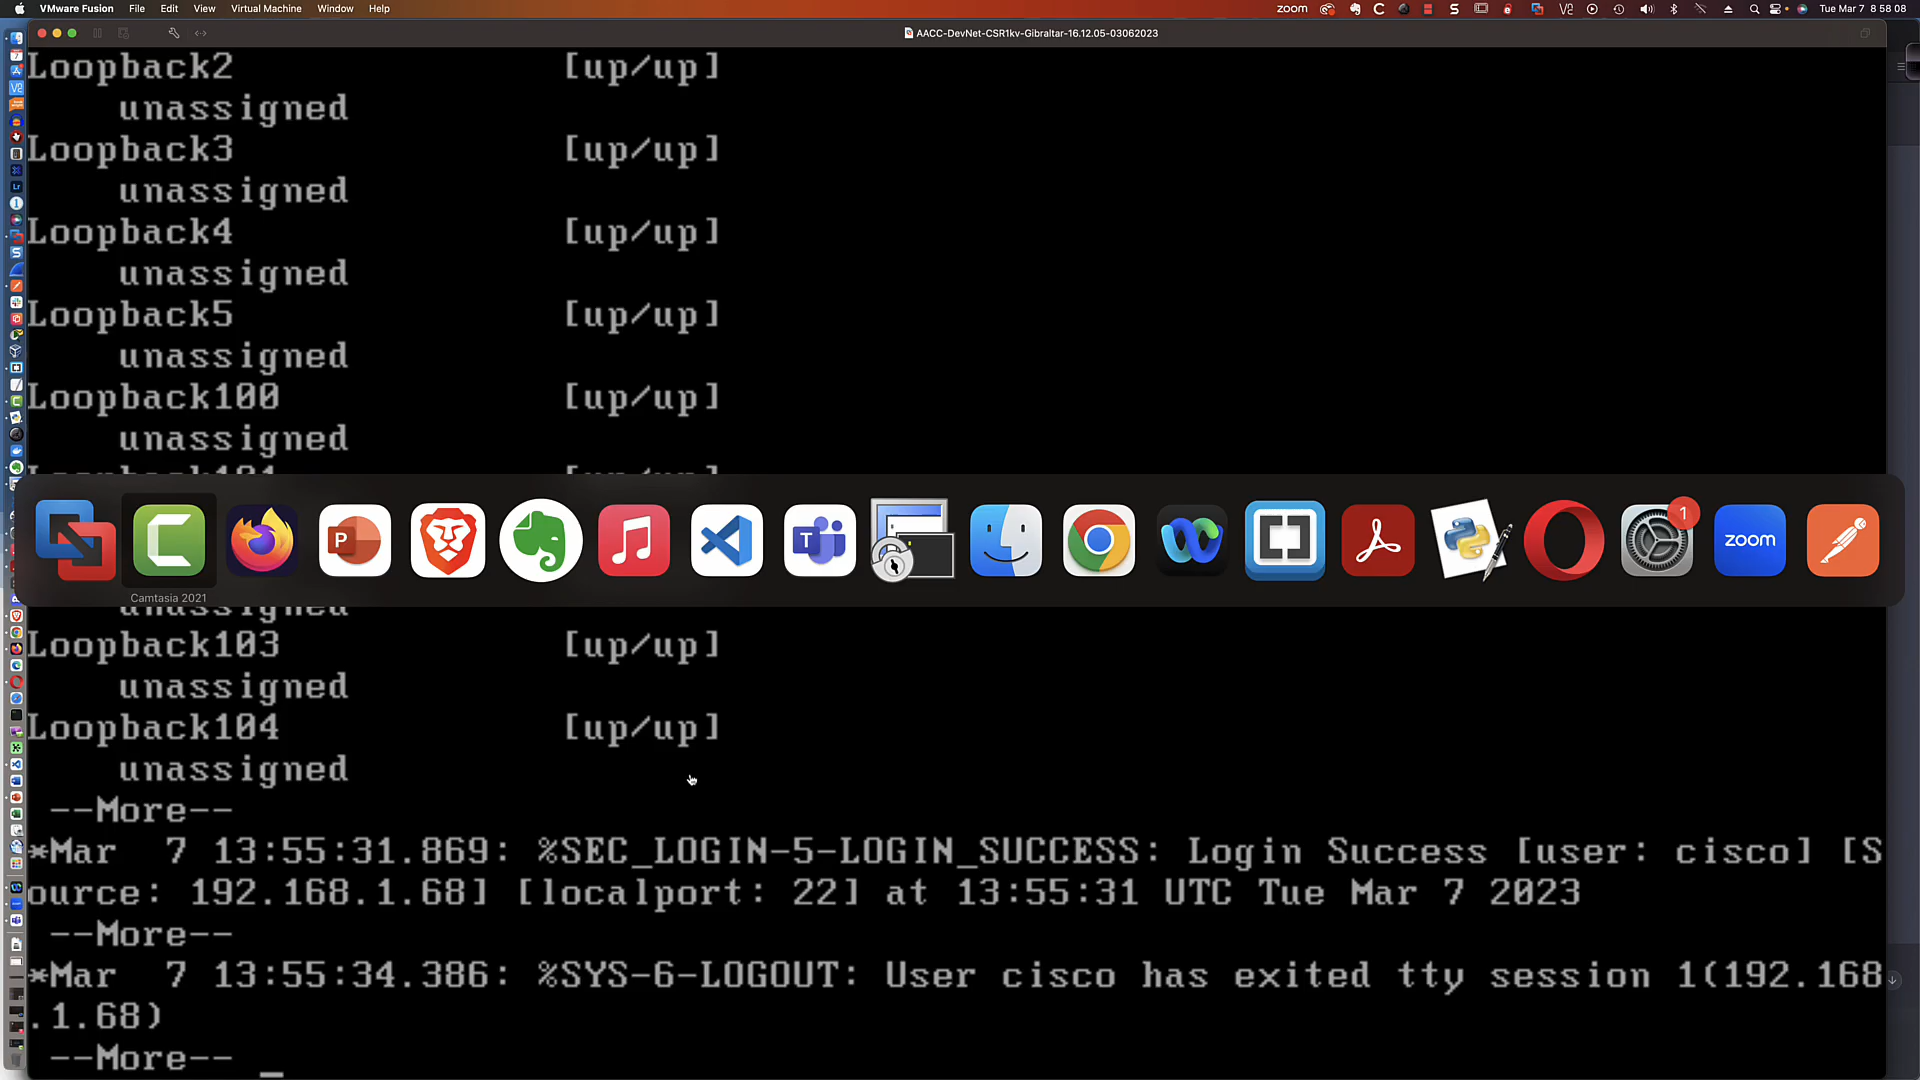 VMware Fusion File Edit View Virtual Machine Window Help zoom Tue Mar 7 8 58 08
AACC-DevNet-CSR1kv-Gibraltar-16.12.05-03062023
Loopback2 [up/up]
unassigned
Loopback3 [up/up]
unassigned
Loopback4 [up/up]
unassigned
Loopback5 [up/up]
unassigned
Loopback100 [up/up]
unassigned
zoom
1
Camtasia 2021
unassigned
Loopback103 [up/up]
unassigned
Loopback104 [up/up]
unassigned
--More--
*Mar 7 13:55:31.869: %SEC_LOGIN-5-LOGIN_SUCCESS: Login Success [user: cisco] [S
ource: 192.168.1.68] [localport: 22] at 13:55:31 UTC Tue Mar 7 2023
--More--
*Mar 7 13:55:34.386: %SYS-6-LOGOUT: User cisco has exited tty session 1(192.168
.1.68)
--More-- _